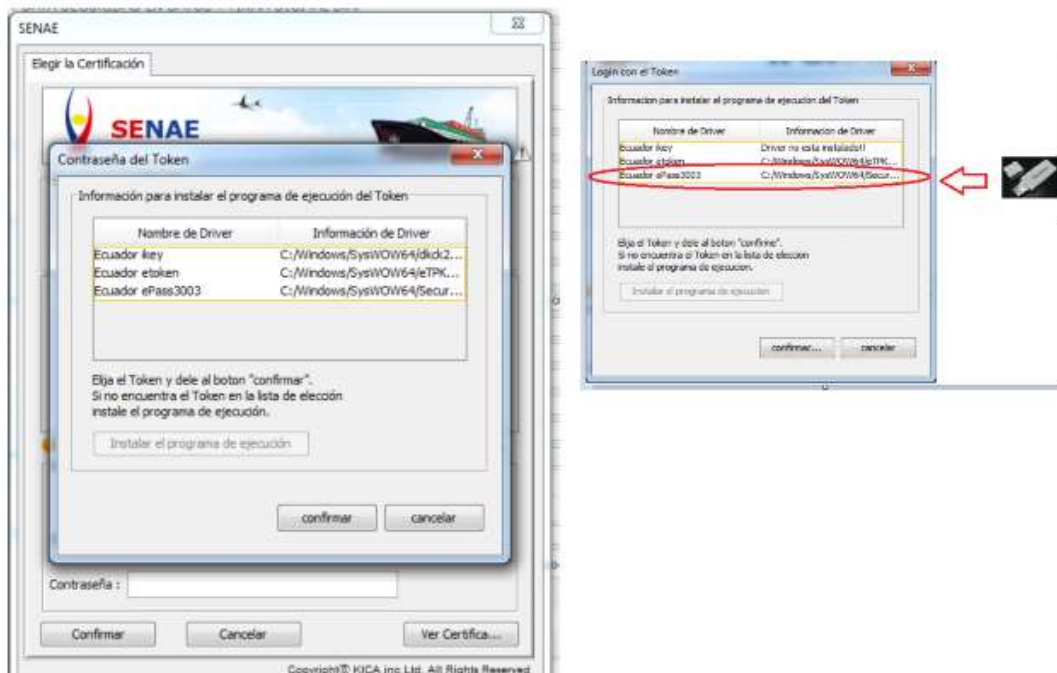 SENAE
Elegir la Certificación
SENAE
Contraseña del Token
Información para instalar el programa de ejecución del Token
Nombre de Driver Información de Driver
Ecuador ikey C:/Windows/SysWOW64/dkck2...
Ecuador etoken C:/Windows/SysWOW64/eTPK...
Ecuador ePass3003 C:/Windows/SysWOW64/Secur...
Elija el Token y dele al boton "confirmar".
Si no encuentra el Token en la lista de elección
instale el programa de ejecución.
Instalar el programa de ejecución
confirmar cancelar
Contraseña :
Confirmar Cancelar Ver Certifica...
Copyright© KICA inc Ltd. All Rights Reserved
Login con el Token
Informacion para instalar el programa de ejecución del Token
Nombre de Driver Informacion de Driver
Ecuador ikey Driver no esta instalado!!
Ecuador etoken C:/Windows/SysWOW64/eTPK...
Ecuador ePass3003 C:/Windows/SysWOW64/Secur...
Elija el Token y dele al boton "confirme".
Si no encuentra el Token en la lista de eleccion
instale el programa de ejecucion.
Instalar el programa de ejecución
confirmar... cancelar